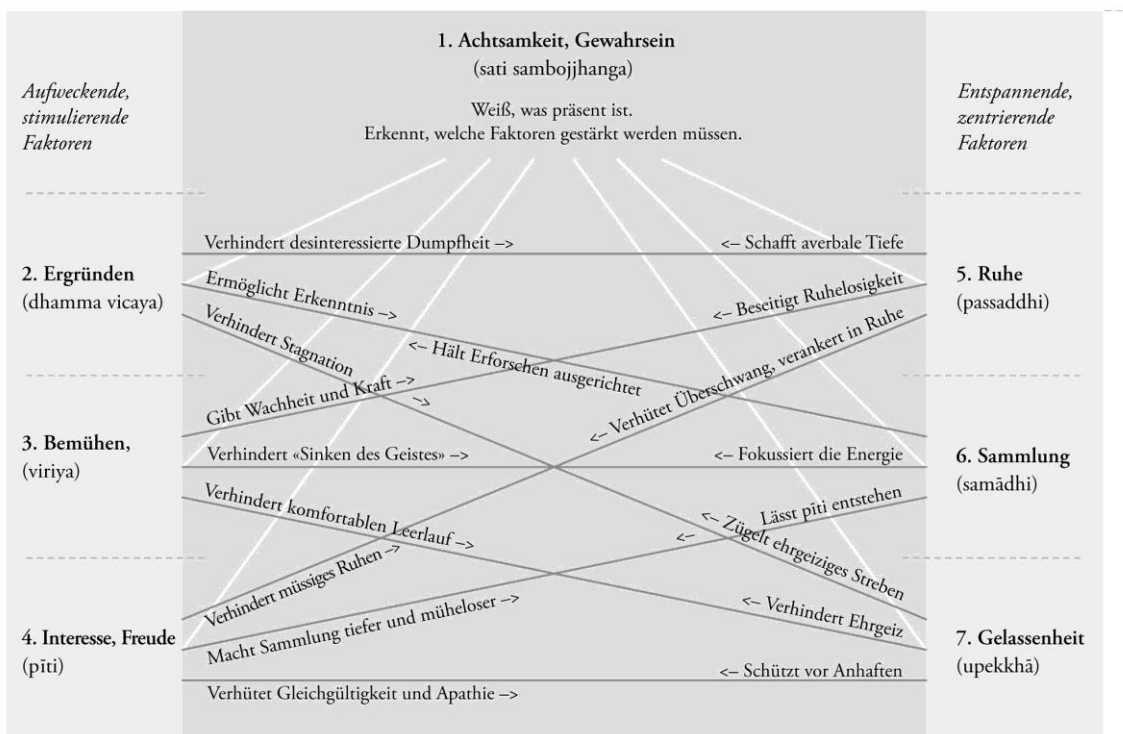 1. Achtsamkeit, Gewahrsein
(sati sambojjhanga)
Weiß, was präsent ist.
Erkennt, welche Faktoren gestärkt werden müssen.
Aufweckende,
stimulierende
Faktoren
Entspannende,
zentrierende
Faktoren
2. Ergründen
(dhamma vicaya)
3. Bemühen,
(viriya)
4. Interesse, Freude
(pīti)
Verhindert desinteressierte Dumpfheit –>
<– Schafft averbale Tiefe
Ermöglicht Erkenntnis –>
<– Beseitigt Ruhelosigkeit
Verhindert Stagnation –>
<– Hält Erforschen ausgerichtet
Gibt Wachheit und Kraft –>
<– Verhütet Überschwang, verankert in Ruhe
Verhindert «Sinken des Geistes» –>
<– Fokussiert die Energie
Verhindert komfortablen Leerlauf –>
<– Lässt pīti entstehen
<– Zügelt ehrgeiziges Streben
Verhindert müssiges Ruhen –>
Macht Sammlung tiefer und müheloser –>
<– Verhindert Ehrgeiz
<– Schützt vor Anhaften
Verhütet Gleichgültigkeit und Apathie –>
5. Ruhe
(passaddhi)
6. Sammlung
(samādhi)
7. Gelassenheit
(upekkhā)